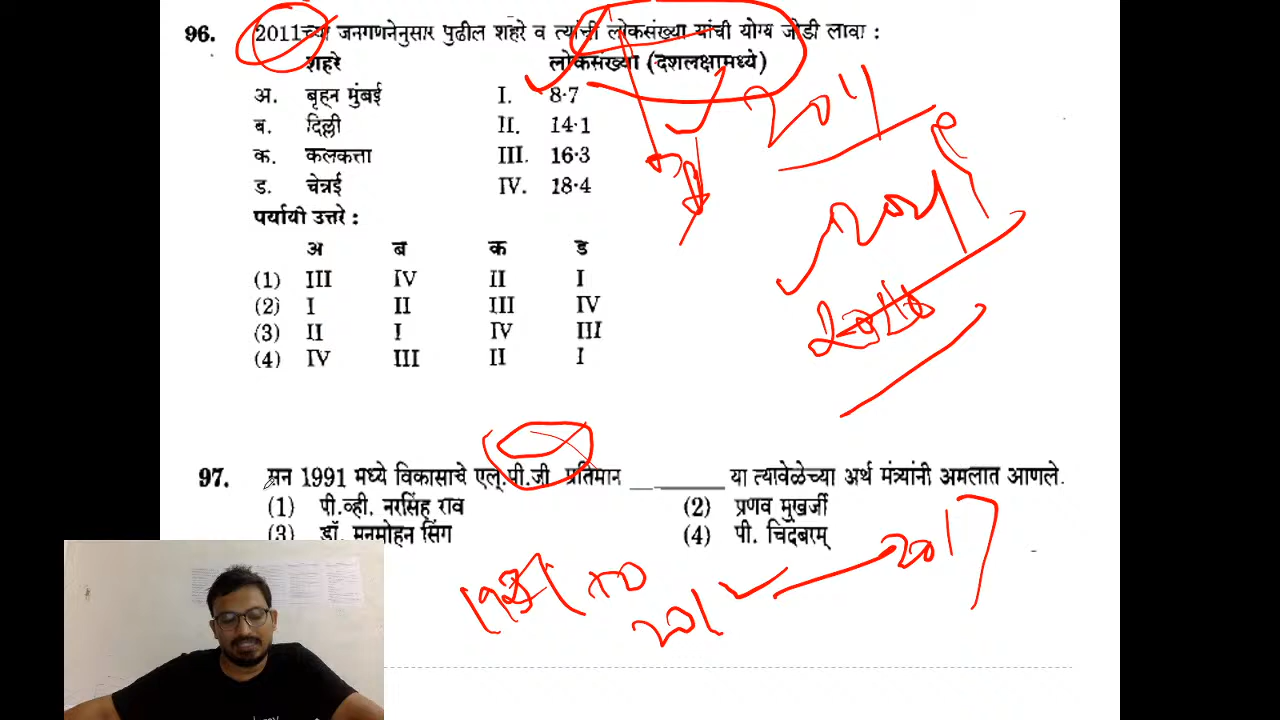 96. 2011च्या जनगणनेनुसार पुढील शहरे व त्यांची लोकसंख्या यांची योग्य जोडी लावा :
शहरे लोकसंख्या (दशलक्षामध्ये)
अ. बृहन मुंबई I. 8·7
ब. दिल्ली II. 14·1
क. कलकत्ता III. 16·3
ड. चेन्नई IV. 18·4
पर्यायी उत्तरे :
अ ब क ड
(1) III IV II I
(2) I II III IV
(3) II I IV III
(4) IV III II I
2011
97. सन 1991 मध्ये विकासाचे एल्.पी.जी प्रतिमान ________ या त्यावेळेच्या अर्थ मंत्र्यांनी अमलात आणले.
(1) पी.व्ही. नरसिंह राव (2) प्रणव मुखर्जी
(3) डॉ. मनमोहन सिंग (4) पी. चिदंबरम्
to
2017